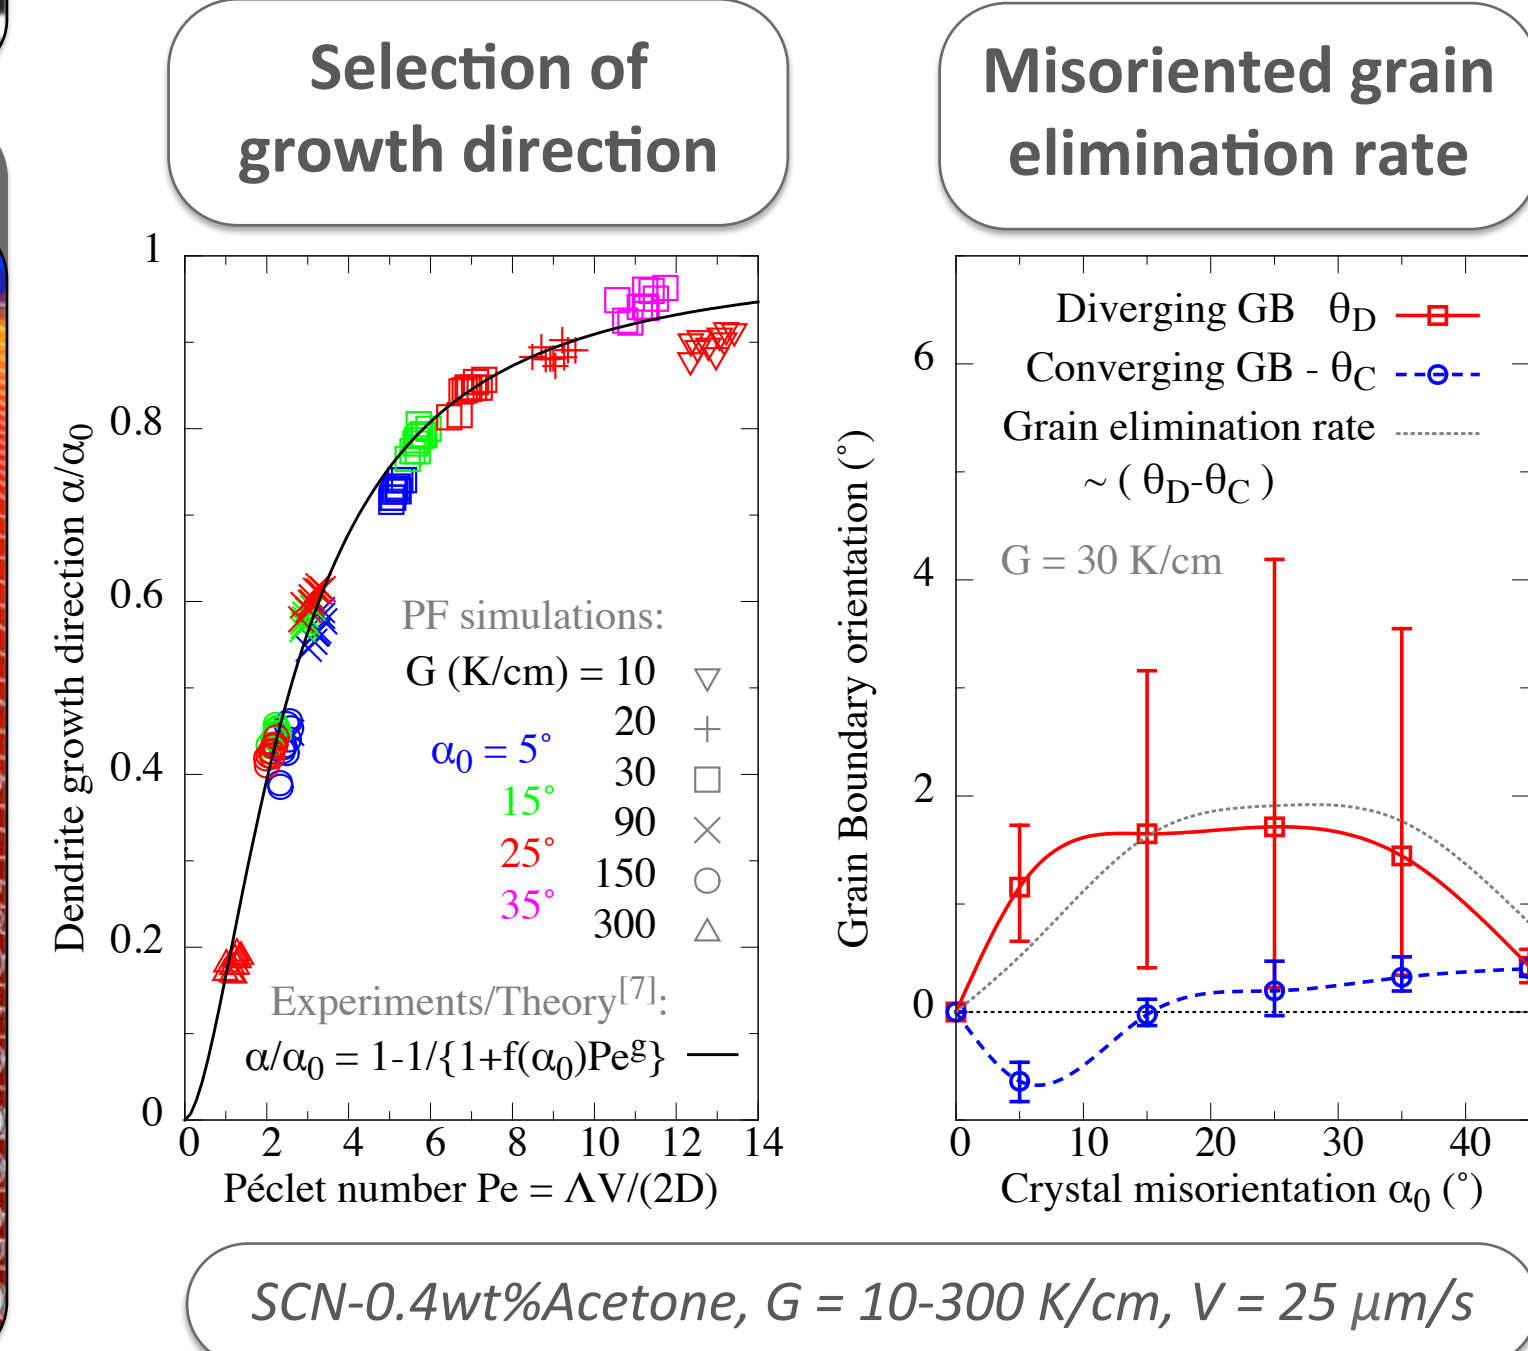 Selection of
growth direction
Misoriented grain
elimination rate
1
0.8
0.6
0.4
0.2
0
Dendrite growth direction α/α0
PF simulations:
G (K/cm) = 10
20
α0 = 5°
30
15°
90
25°
150
35°
300
Experiments/Theory[7]:
α/α0 = 1-1/{1+f(α0)Pe^g}
0 2 4 6 8 10 12 14
Péclet number Pe = ΛV/(2D)
6
4
2
0
Grain Boundary orientation (°)
Diverging GB θD
Converging GB - θC
Grain elimination rate
~ ( θD-θC )
G = 30 K/cm
0 10 20 30 40
Crystal misorientation α0 (°)
SCN-0.4wt%Acetone, G = 10-300 K/cm, V = 25 μm/s